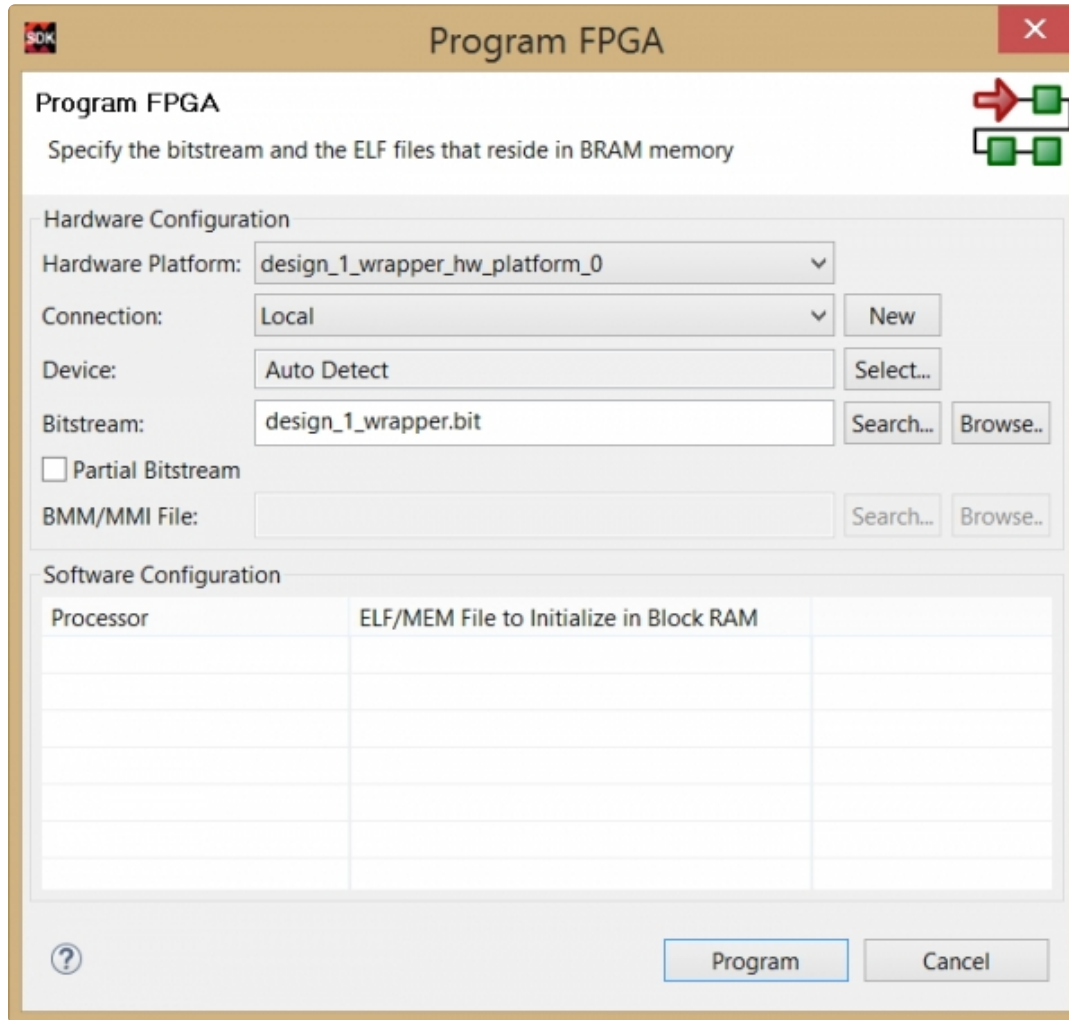 SDK
Program FPGA
Program FPGA
Specify the bitstream and the ELF files that reside in BRAM memory
Hardware Configuration
Hardware Platform: design_1_wrapper_hw_platform_0
Connection: Local New
Device: Auto Detect Select...
Bitstream: design_1_wrapper.bit Search... Browse..
Partial Bitstream
BMM/MMI File: Search... Browse..
Software Configuration
Processor ELF/MEM File to Initialize in Block RAM
? Program Cancel